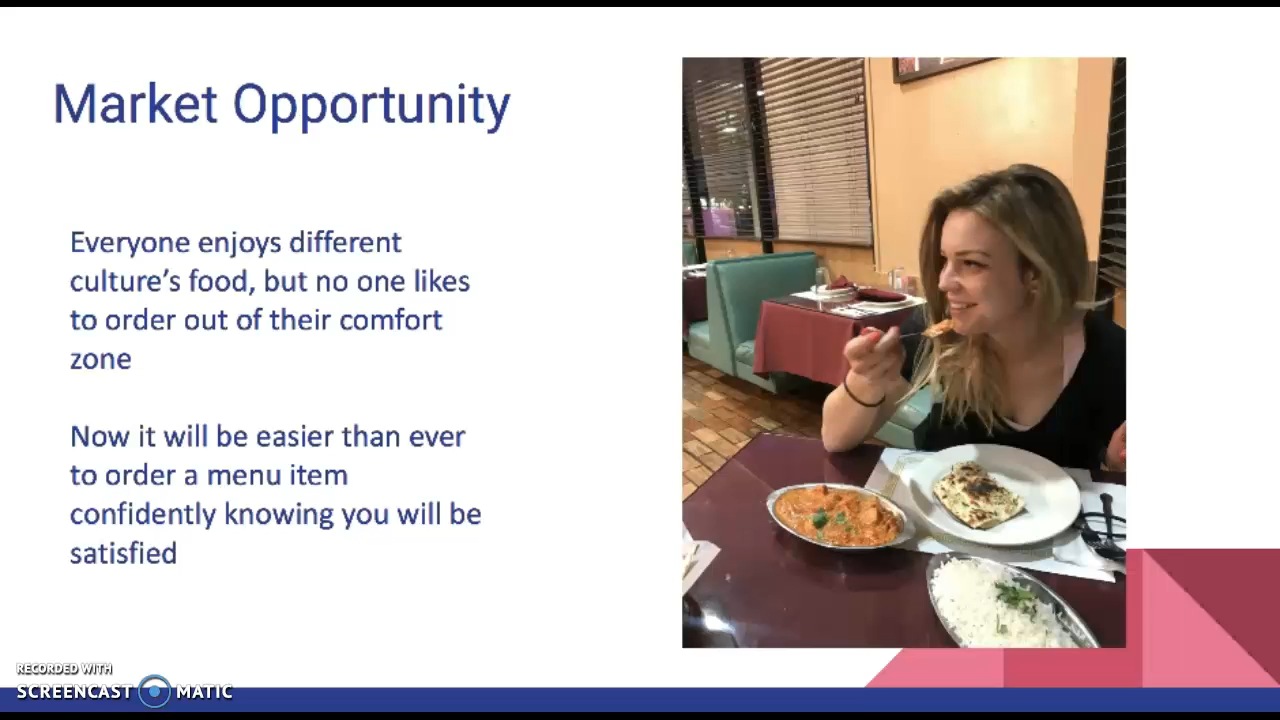 Market Opportunity
Everyone enjoys different
culture's food, but no one likes
to order out of their comfort
zone
Now it will be easier than ever
to order a menu item
confidently knowing you will be
satisfied
RECORDED WITH
SCREENCAST MATIC